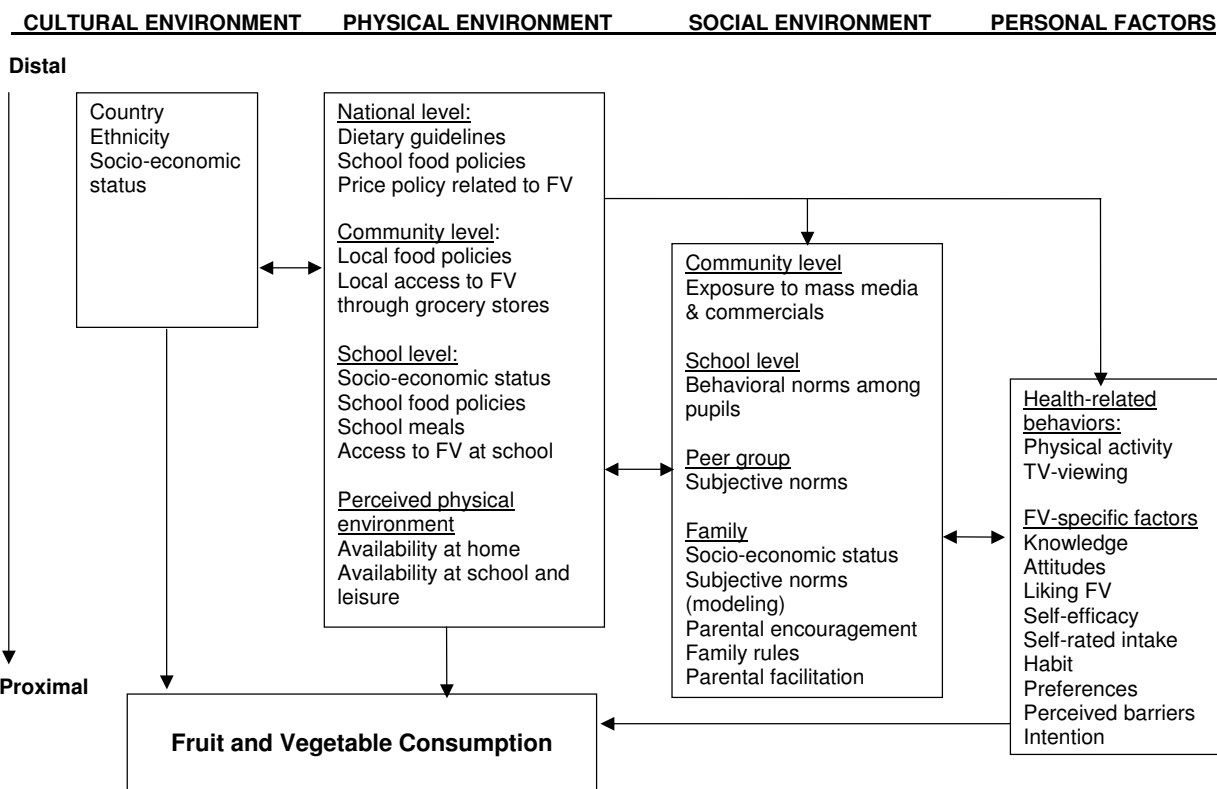 CULTURAL ENVIRONMENT
PHYSICAL ENVIRONMENT
SOCIAL ENVIRONMENT
PERSONAL FACTORS
Distal
Country
Ethnicity
Socio-economic
status
National level:
Dietary guidelines
School food policies
Price policy related to FV
Community level:
Local food policies
Local access to FV
through grocery stores
School level:
Socio-economic status
School food policies
School meals
Access to FV at school
Perceived physical
environment
Availability at home
Availability at school and
leisure
Community level
Exposure to mass media
& commercials
School level
Behavioral norms among
pupils
Peer group
Subjective norms
Family
Socio-economic status
Subjective norms
(modeling)
Parental encouragement
Family rules
Parental facilitation
Health-related
behaviors:
Physical activity
TV-viewing
FV-specific factors
Knowledge
Attitudes
Liking FV
Self-efficacy
Self-rated intake
Habit
Preferences
Perceived barriers
Intention
Proximal
Fruit and Vegetable Consumption